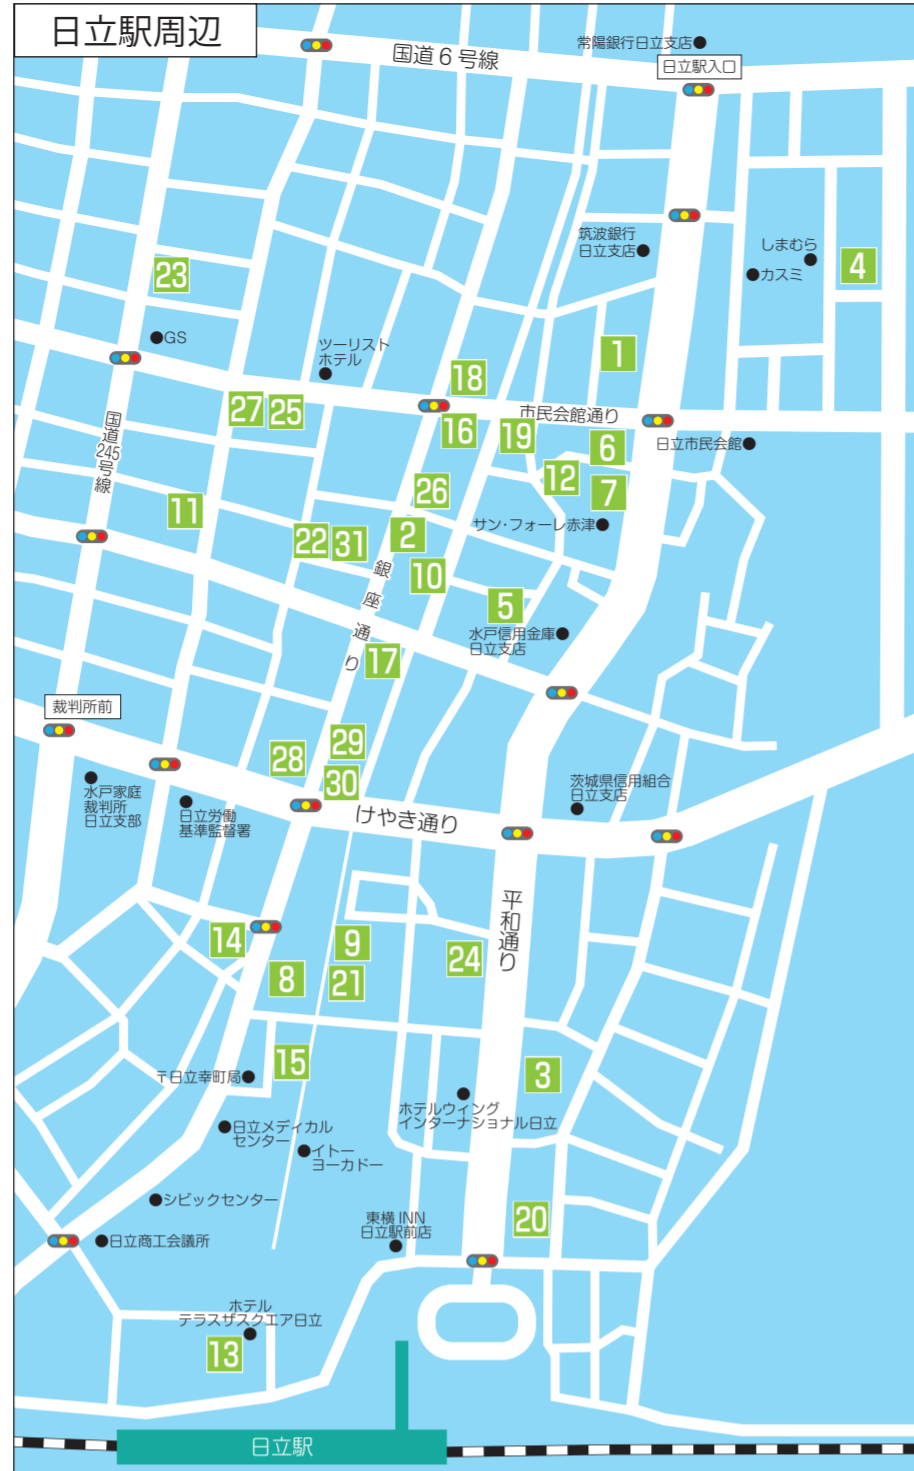 日立駅周辺
国道6号線
常陽銀行日立支店
日立駅入口
筑波銀行
日立支店
しまむら
カスミ
4
23
GS
ツーリスト
ホテル
1
18
27
25
市民会館通り
16
19
6
日立市民会館
国道245号線
12
7
26
11
サン・フォーレ赤津
22
31
2
10
銀座通り
5
水戸信用金庫
日立支店
17
裁判所前
29
28
30
水戸家庭
裁判所
日立支部
日立労働
基準監督署
けやき通り
茨城県信用組合
日立支店
平和通り
14
9
24
8
21
15
3
〒日立幸町局
ホテルウィング
インターナショナル日立
日立メディカル
センター
イトー
ヨーカドー
シビックセンター
20
東横INN
日立駅前店
日立商工会議所
ホテル
テラスザスクエア日立
13
日立駅